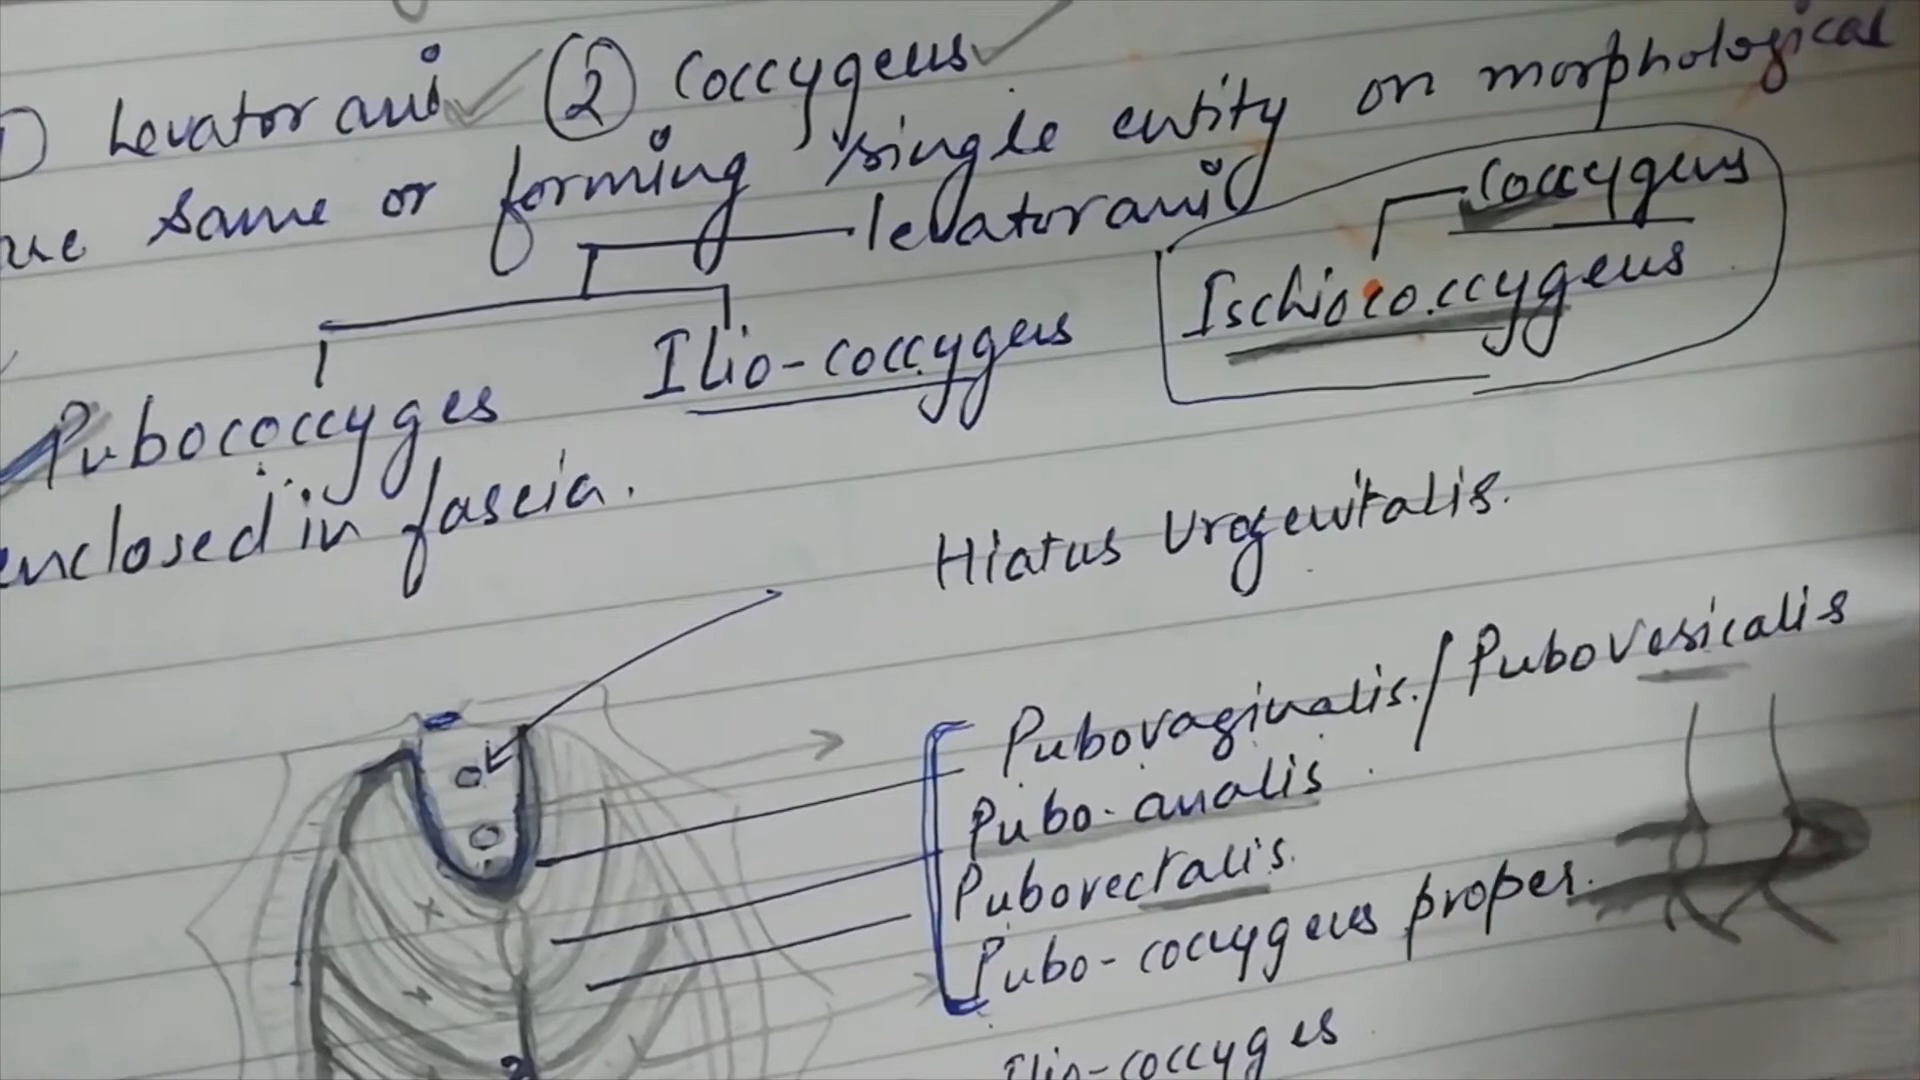 1) Levator ani ② Coccygeus
are same or forming single entity on morphological
levator ani
Coccygeus
Ischiococcygeus
Ilio-coccygeus
Pubococcyges
enclosed in fascia.
Hiatus Urogenitalis.
Pubovaginalis./Pubovesicalis
Pubo-analis
Puborectalis.
Pubo-coccygeus proper.
Ilio-coccyges